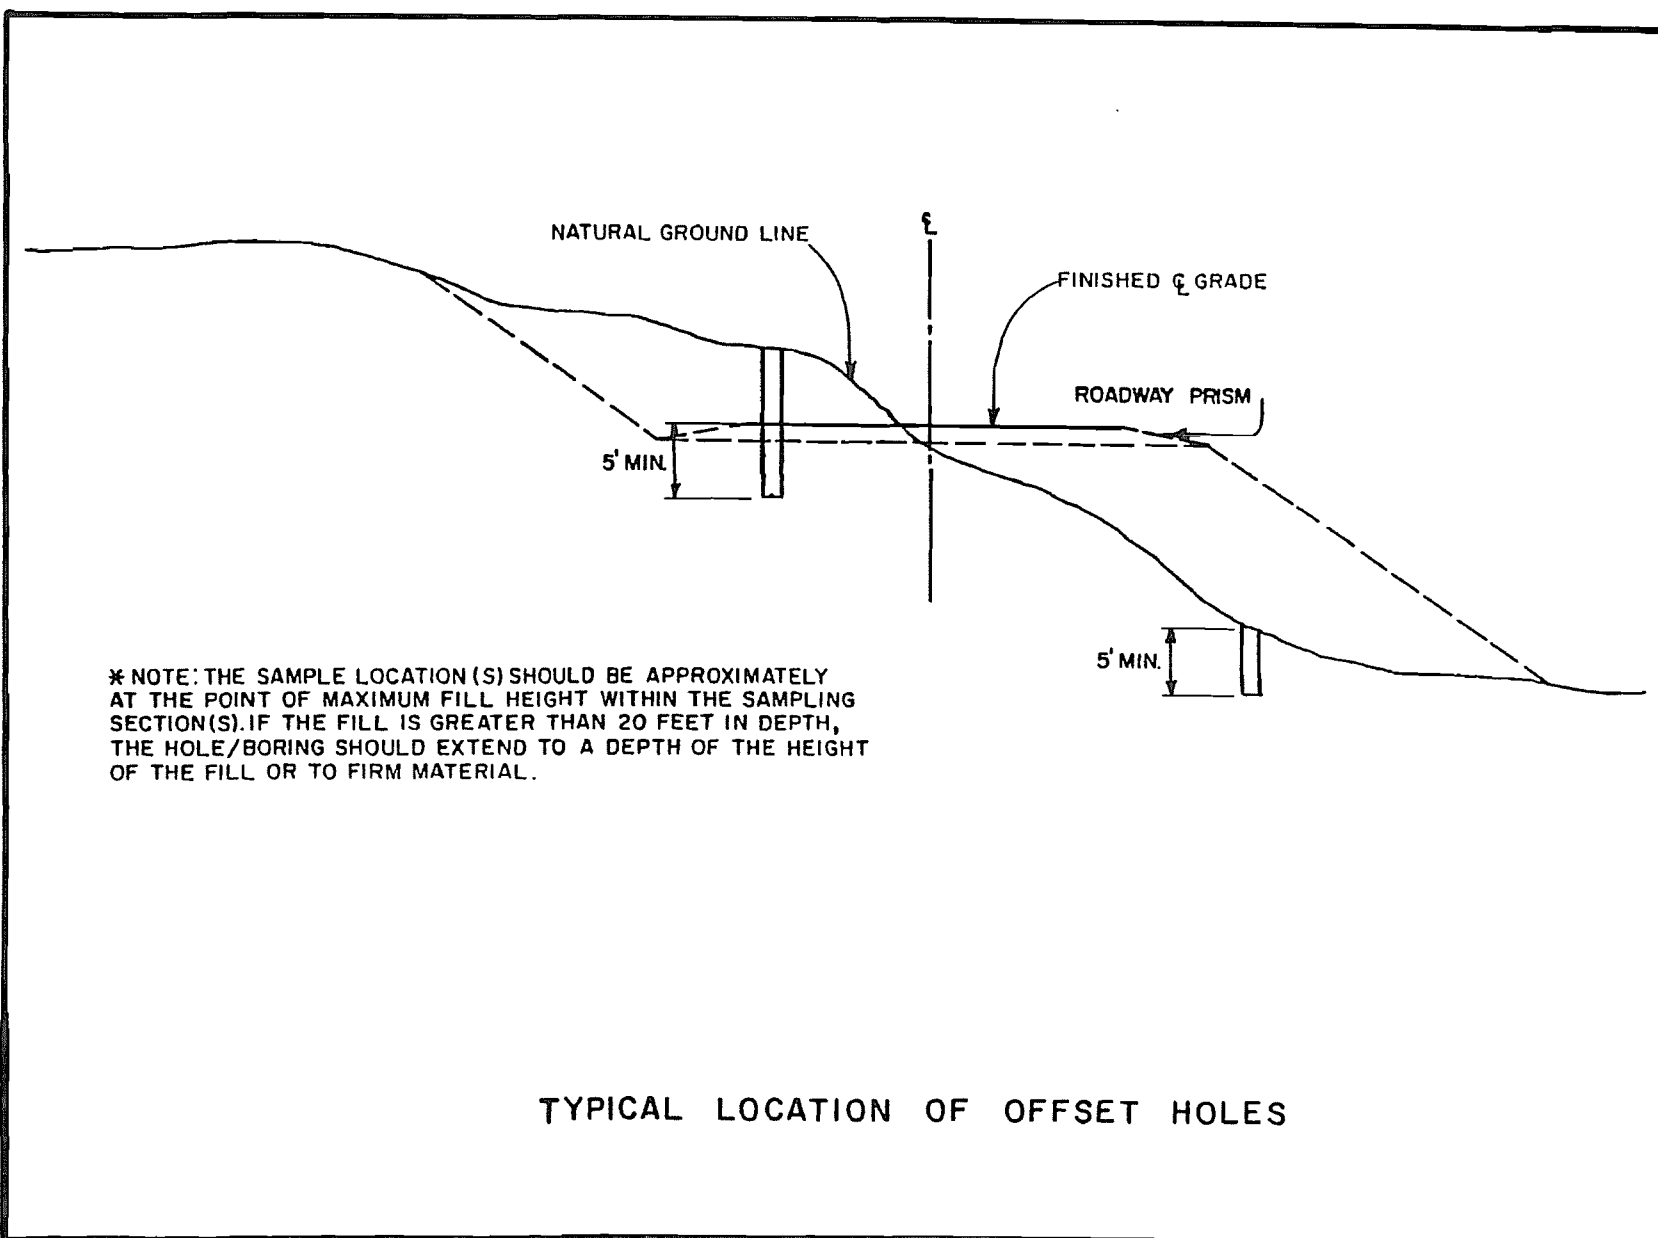 ℄
NATURAL GROUND LINE
FINISHED ℄ GRADE
ROADWAY PRISM
5' MIN.
5' MIN.
* NOTE: THE SAMPLE LOCATION(S) SHOULD BE APPROXIMATELY
AT THE POINT OF MAXIMUM FILL HEIGHT WITHIN THE SAMPLING
SECTION(S). IF THE FILL IS GREATER THAN 20 FEET IN DEPTH,
THE HOLE/BORING SHOULD EXTEND TO A DEPTH OF THE HEIGHT
OF THE FILL OR TO FIRM MATERIAL.
TYPICAL LOCATION OF OFFSET HOLES